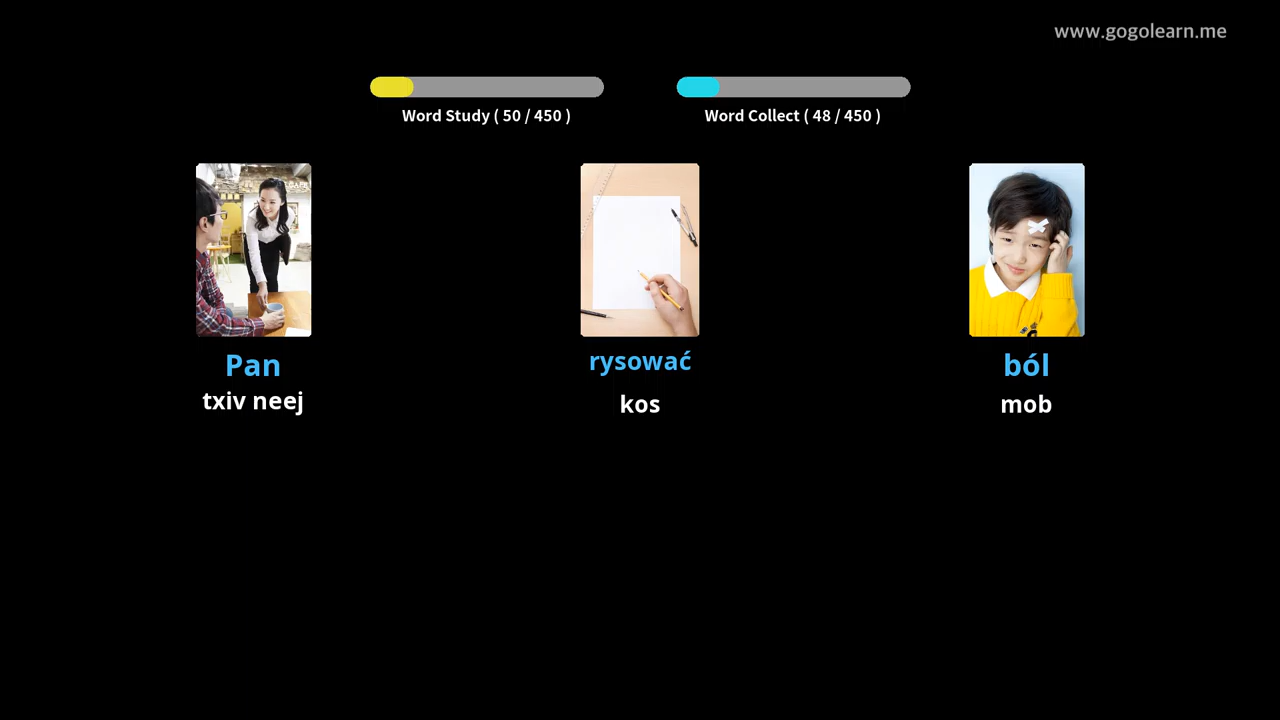 www.gogolearn.me
Word Study ( 50 / 450 )
Word Collect ( 48 / 450 )
Pan
txiv neej
rysować
kos
ból
mob